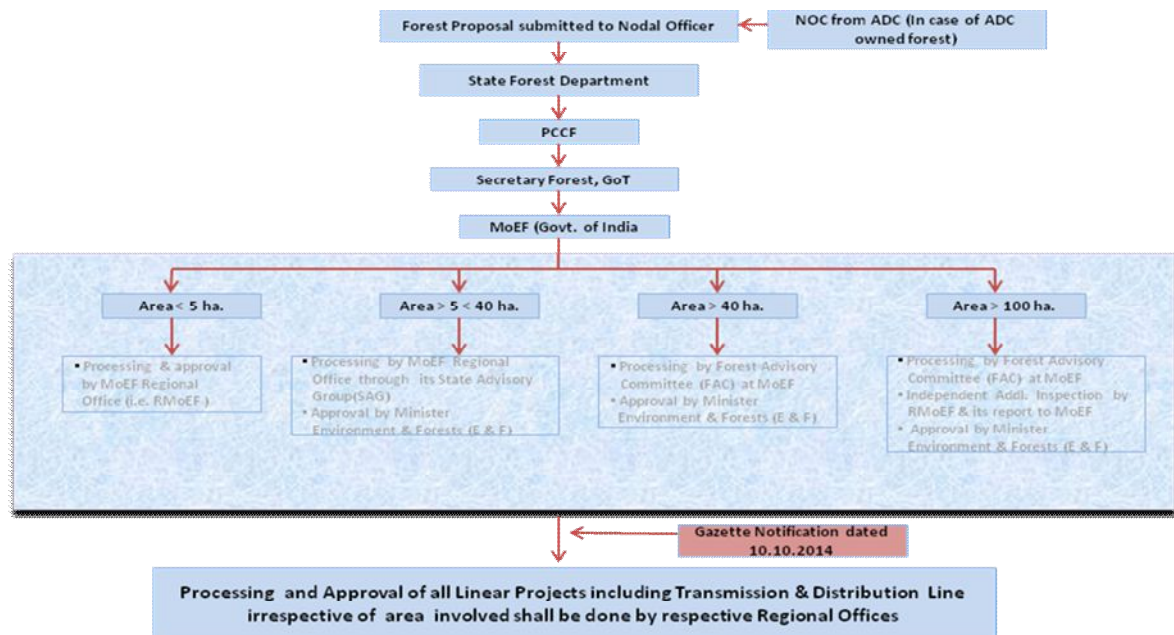 Forest Proposal submitted to Nodal Officer
NOC from ADC (In case of ADC
owned forest)
State Forest Department
PCCF
Secretary Forest, GoT
MoEF (Govt. of India
Area < 5 ha.
Area > 5 < 40 ha.
Area > 40 ha.
Area > 100 ha.
▪ Processing & approval
by MoEF Regional
Office (i.e. RMoEF )
▪ Processing by MoEF Regional
Office through its State Advisory
Group(SAG)
▪ Approval by Minister
Environment & Forests (E & F)
▪ Processing by Forest Advisory
Committee (FAC) at MoEF
▪ Approval by Minister
Environment & Forests (E & F)
▪ Processing by Forest Advisory
Committee (FAC) at MoEF
▪ Independent Addl. Inspection by
RMoEF & its report to MoEF
▪ Approval by Minister
Environment & Forests (E & F)
Gazette Notification dated
10.10.2014
Processing and Approval of all Linear Projects including Transmission & Distribution Line
irrespective of area involved shall be done by respective Regional Offices